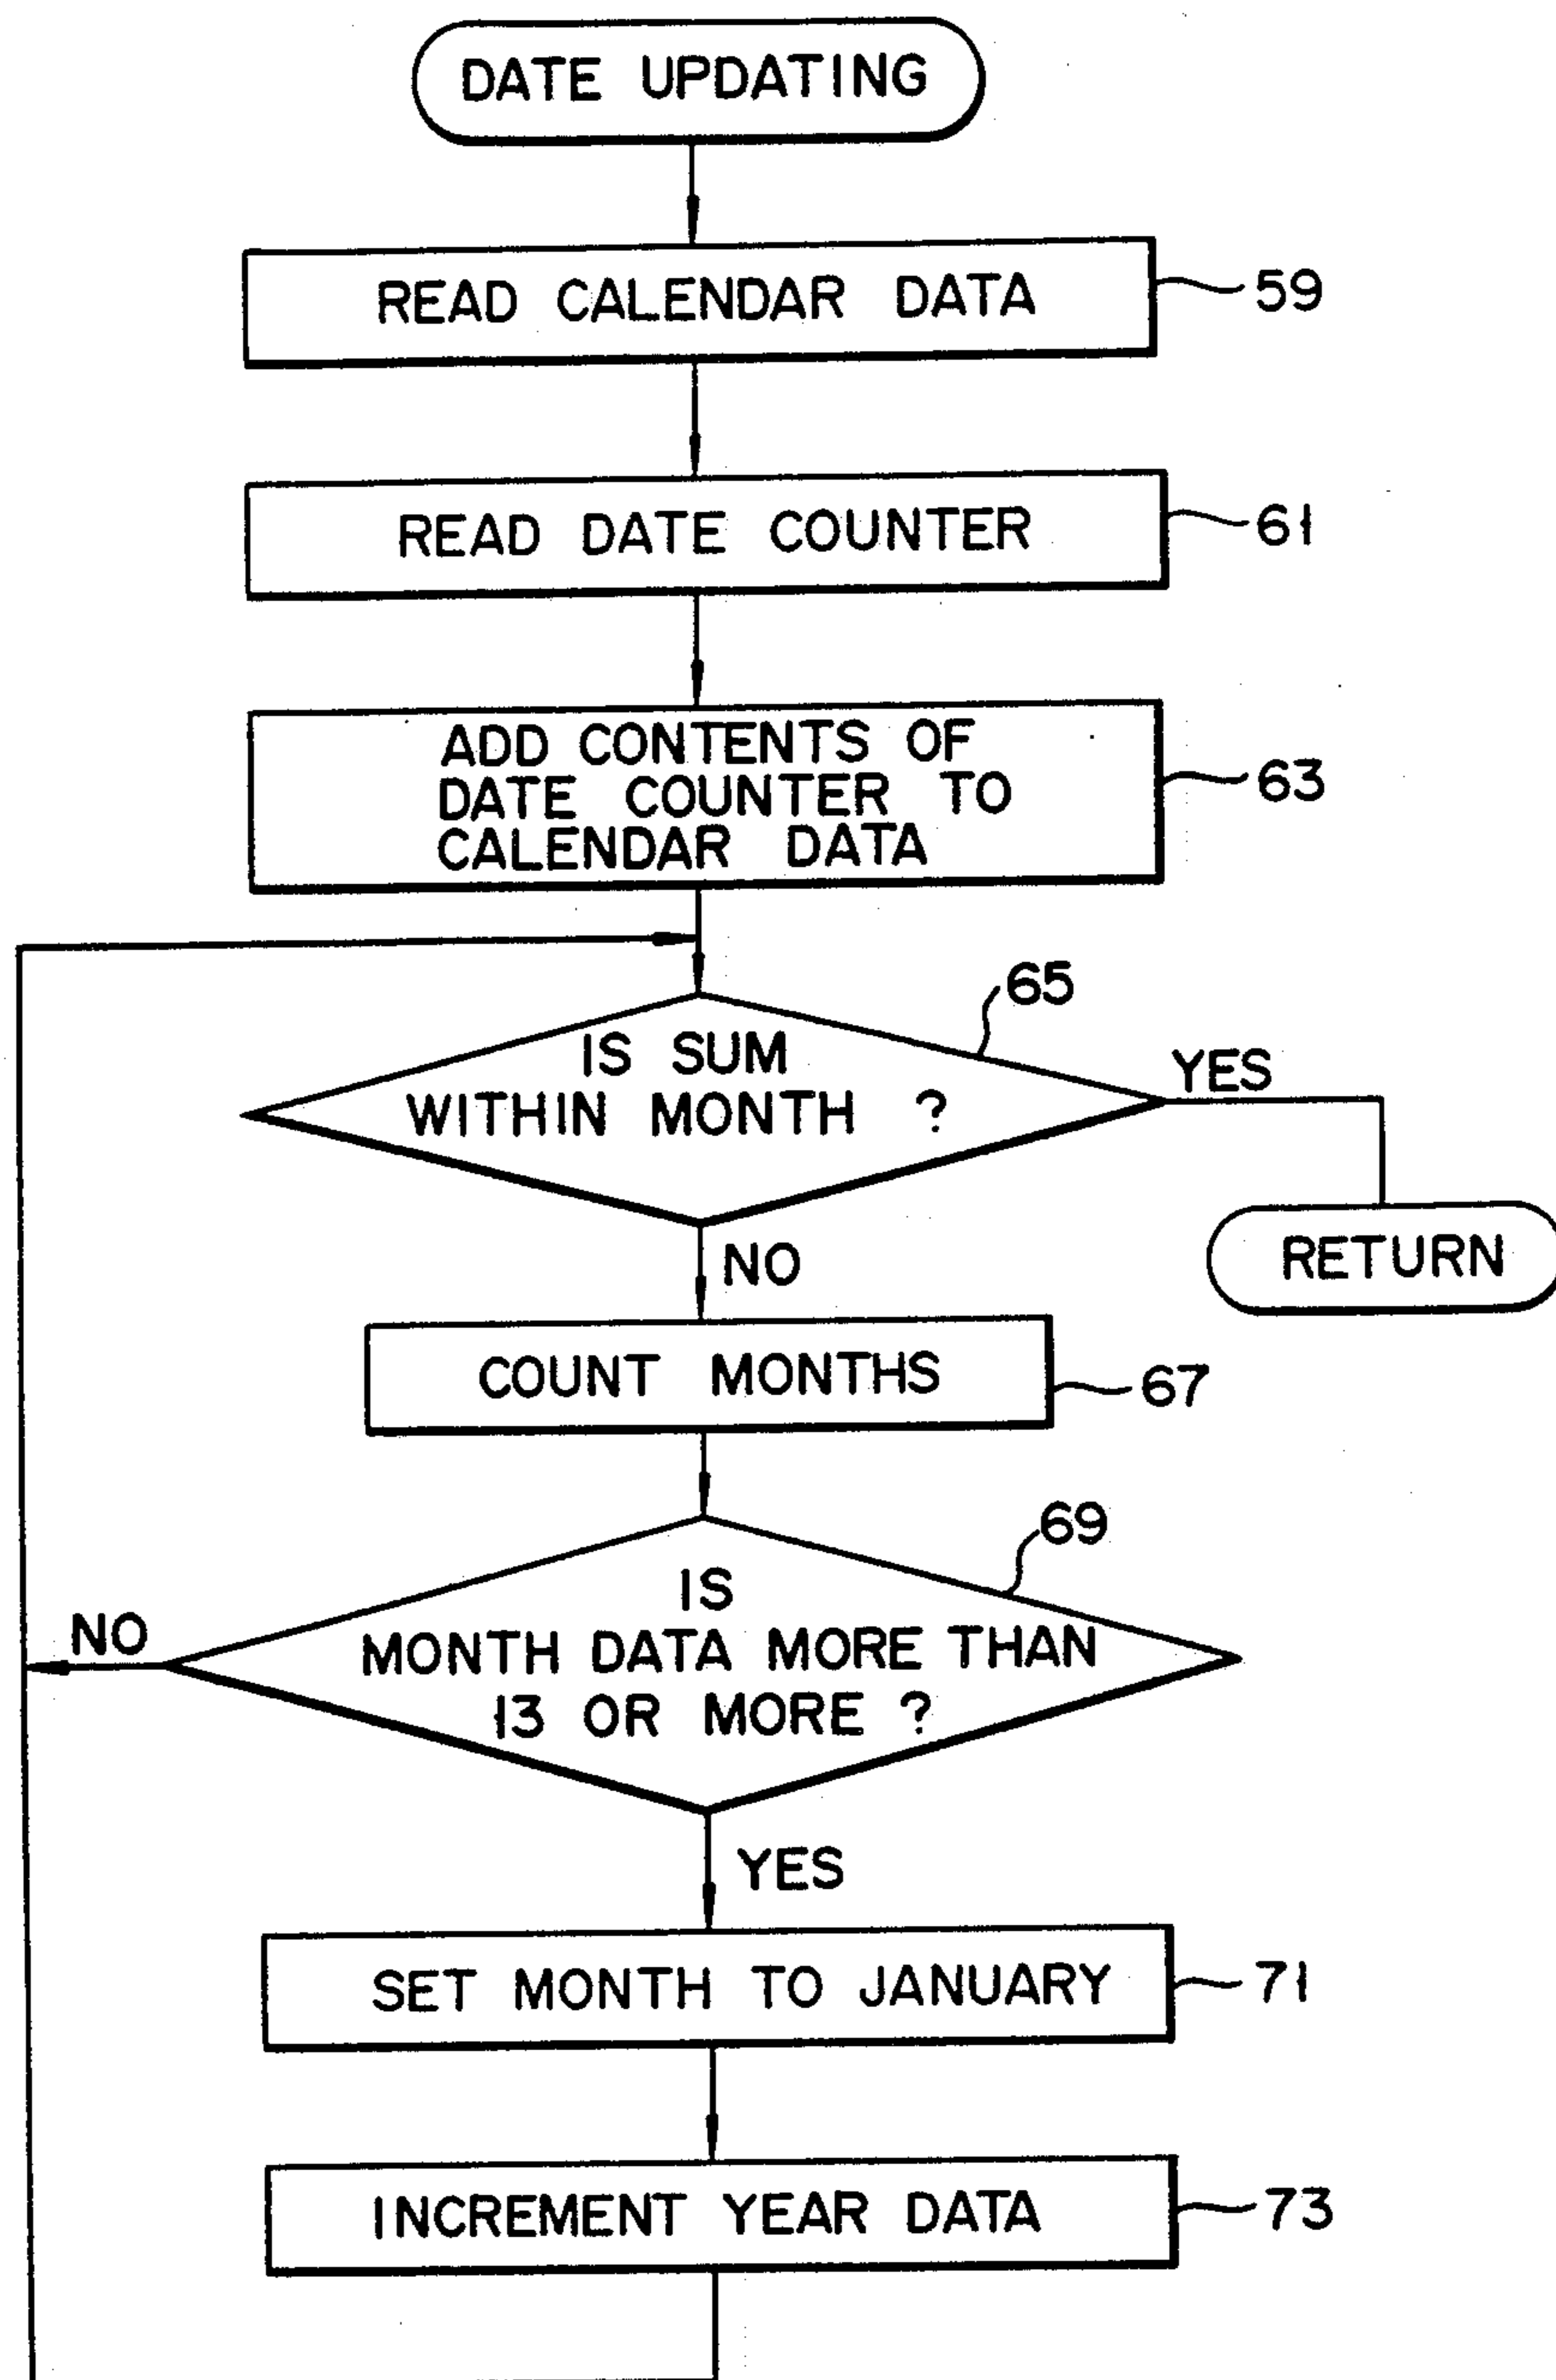 DATE UPDATING
READ CALENDAR DATA
59
READ DATE COUNTER
61
ADD CONTENTS OF
DATE COUNTER TO
CALENDAR DATA
63
65
IS SUM
WITHIN MONTH ?
YES
RETURN
NO
COUNT MONTHS
67
69
IS
MONTH DATA MORE THAN
13 OR MORE ?
NO
YES
SET MONTH TO JANUARY
71
INCREMENT YEAR DATA
73